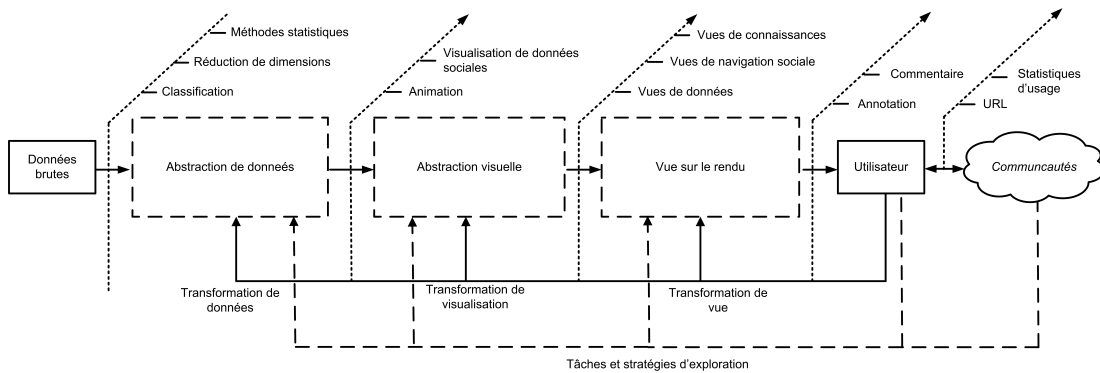 Méthodes statistiques
Réduction de dimensions
Classification
Visualisation de données
sociales
Animation
Vues de connaissances
Vues de navigation sociale
Vues de données
Commentaire
Annotation
Statistiques
d'usage
URL
Données
brutes
Abstraction de donneés
Abstraction visuelle
Vue sur le rendu
Utilisateur
Communcautés
Transformation de
données
Transformation de
visualisation
Transformation de
vue
Tâches et stratégies d'exploration